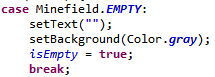 case Minefield.EMPTY:
setText("");
setBackground(Color.gray);
isEmpty = true;
break;